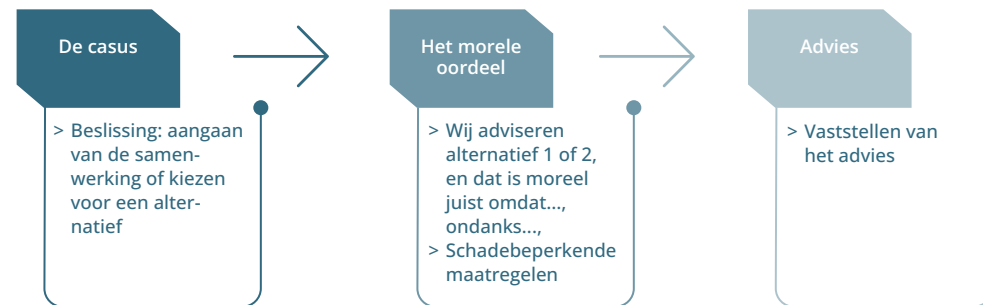 De casus
> Beslissing: aangaan
van de samen-
werking of kiezen
voor een alter-
natief
Het morele
oordeel
> Wij adviseren
alternatief 1 of 2,
en dat is moreel
juist omdat...,
ondanks...,
> Schadebeperkende
maatregelen
Advies
> Vaststellen van
het advies